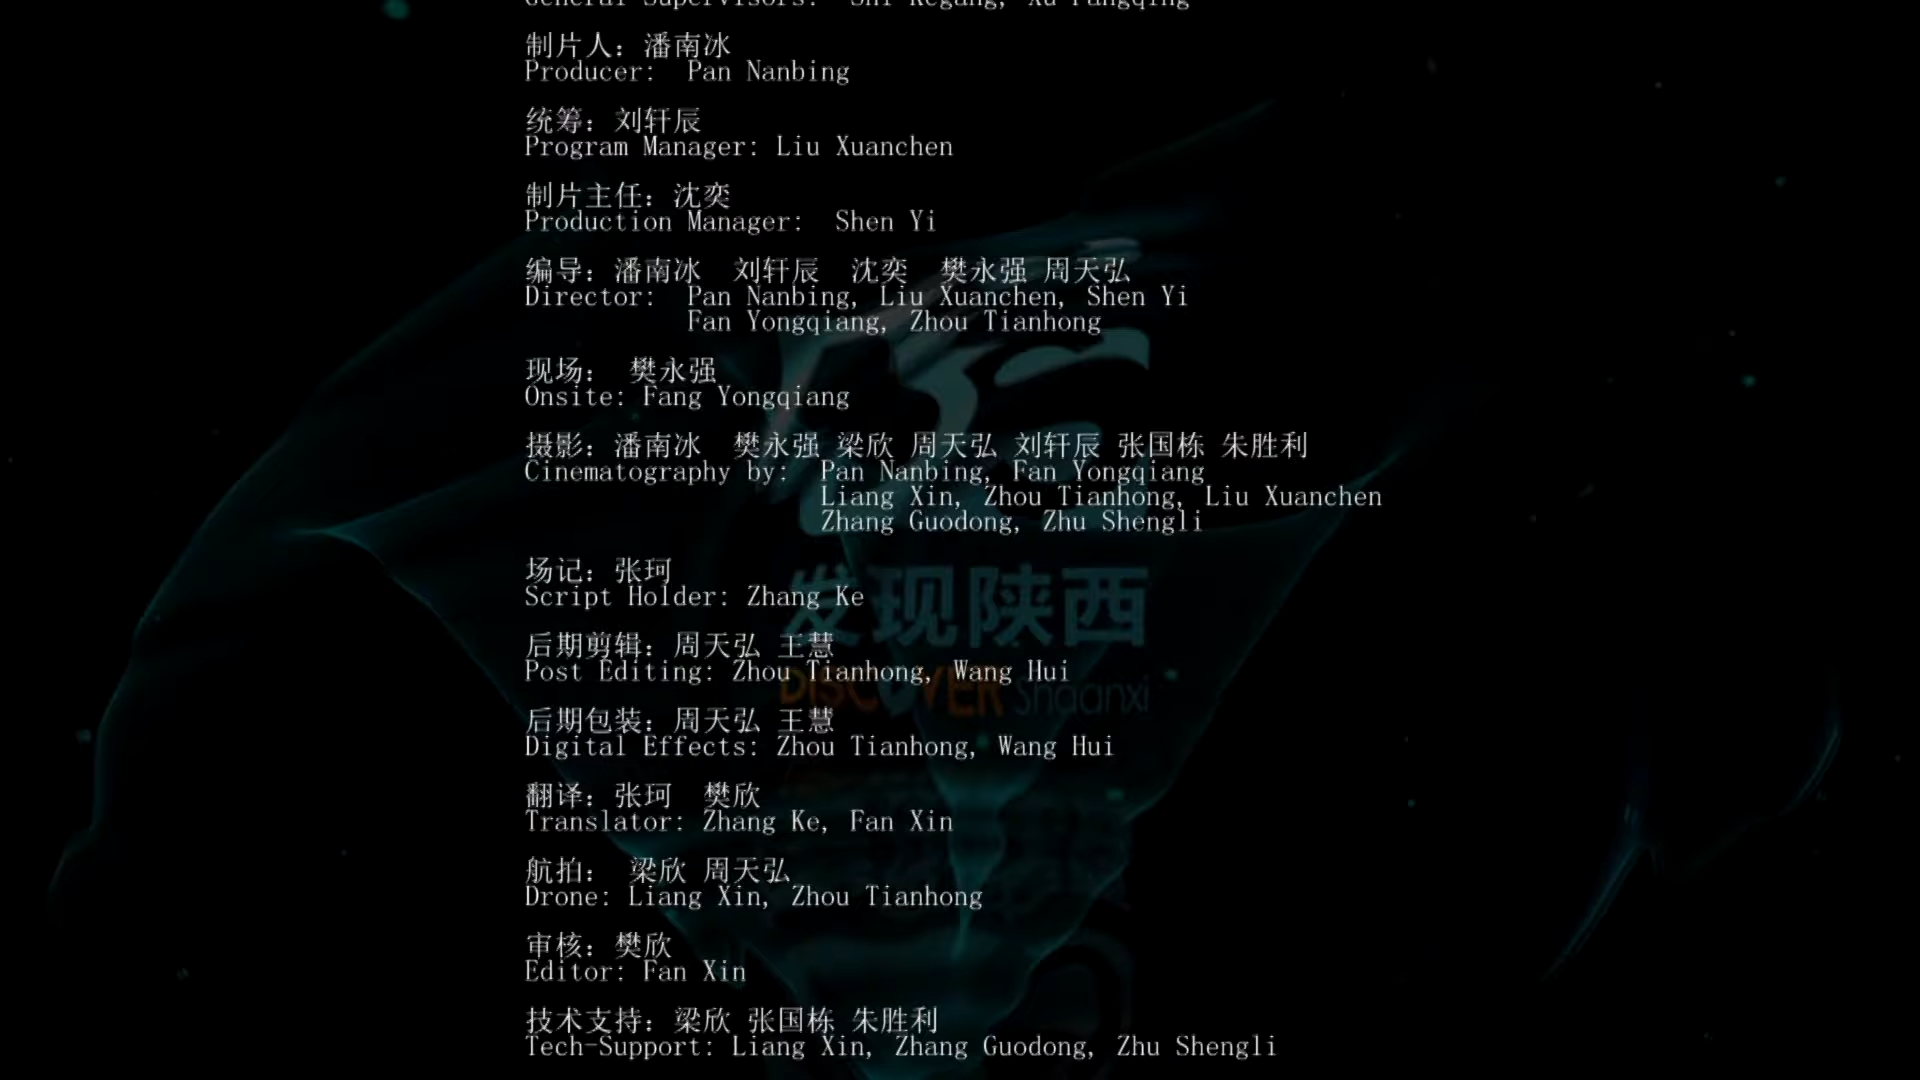 General Supervisors:  Shi Kegang, Xu Fangqing
制片人：潘南冰
Producer:  Pan Nanbing
统筹：刘轩辰
Program Manager: Liu Xuanchen
制片主任：沈奕
Production Manager:  Shen Yi
编导：潘南冰  刘轩辰  沈奕  樊永强 周天弘
Director:  Pan Nanbing, Liu Xuanchen, Shen Yi
Fan Yongqiang, Zhou Tianhong
现场： 樊永强
Onsite: Fang Yongqiang
摄影：潘南冰  樊永强 梁欣 周天弘 刘轩辰 张国栋 朱胜利
Cinematography by:  Pan Nanbing, Fan Yongqiang
Liang Xin, Zhou Tianhong, Liu Xuanchen
Zhang Guodong, Zhu Shengli
场记：张珂
Script Holder: Zhang Ke
发现陕西
后期剪辑：周天弘 王慧
Post Editing: Zhou Tianhong, Wang Hui
DISCOVER Shaanxi
后期包装：周天弘 王慧
Digital Effects: Zhou Tianhong, Wang Hui
翻译：张珂  樊欣
Translator: Zhang Ke, Fan Xin
航拍： 梁欣 周天弘
Drone: Liang Xin, Zhou Tianhong
审核：樊欣
Editor: Fan Xin
技术支持：梁欣 张国栋 朱胜利
Tech-Support: Liang Xin, Zhang Guodong, Zhu Shengli